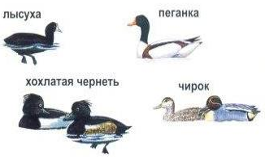 лысуха
пеганка
хохлатая чернеть
чирок